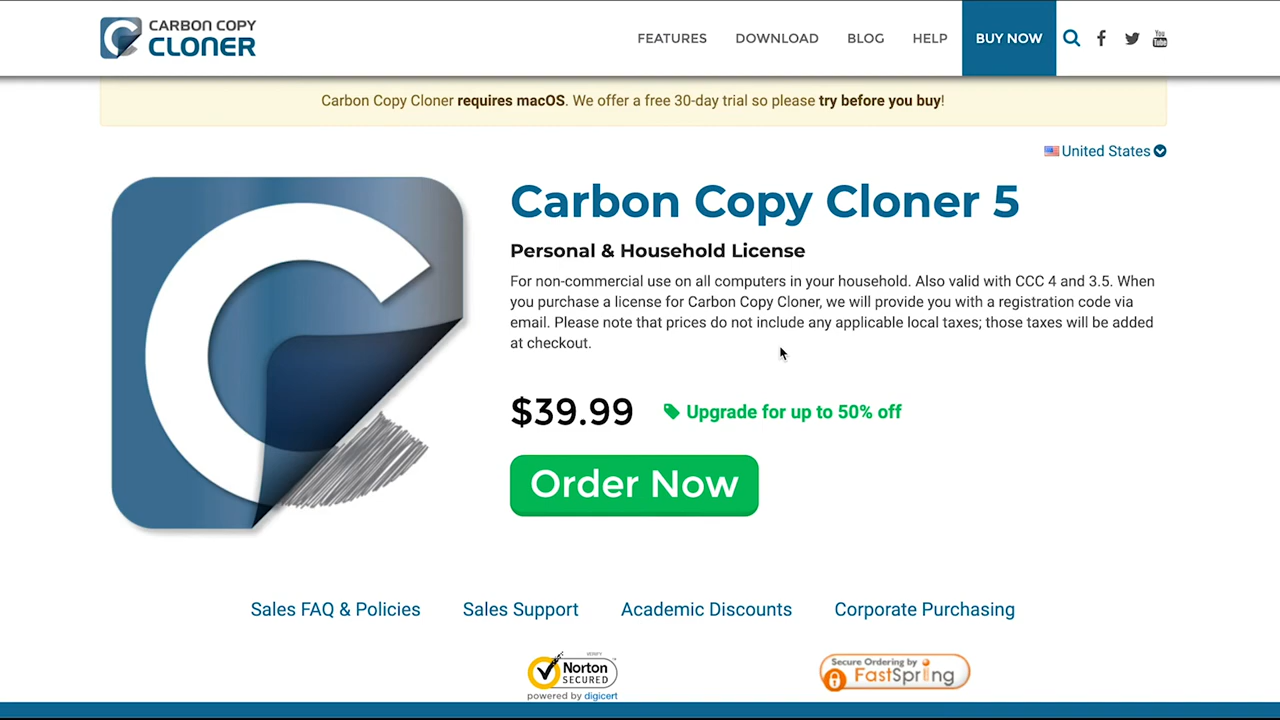 CARBON COPY
CLONER
FEATURES
DOWNLOAD
BLOG
HELP
BUY NOW
You
Tube
Carbon Copy Cloner requires macOS. We offer a free 30-day trial so please try before you buy!
United States
Carbon Copy Cloner 5
Personal & Household License
For non-commercial use on all computers in your household. Also valid with CCC 4 and 3.5. When
you purchase a license for Carbon Copy Cloner, we will provide you with a registration code via
email. Please note that prices do not include any applicable local taxes; those taxes will be added
at checkout.
$39.99
Upgrade for up to 50% off
Order Now
Sales FAQ & Policies
Sales Support
Academic Discounts
Corporate Purchasing
VERIFY
Norton
SECURED
powered by digicert
Secure Ordering by
FastSpring